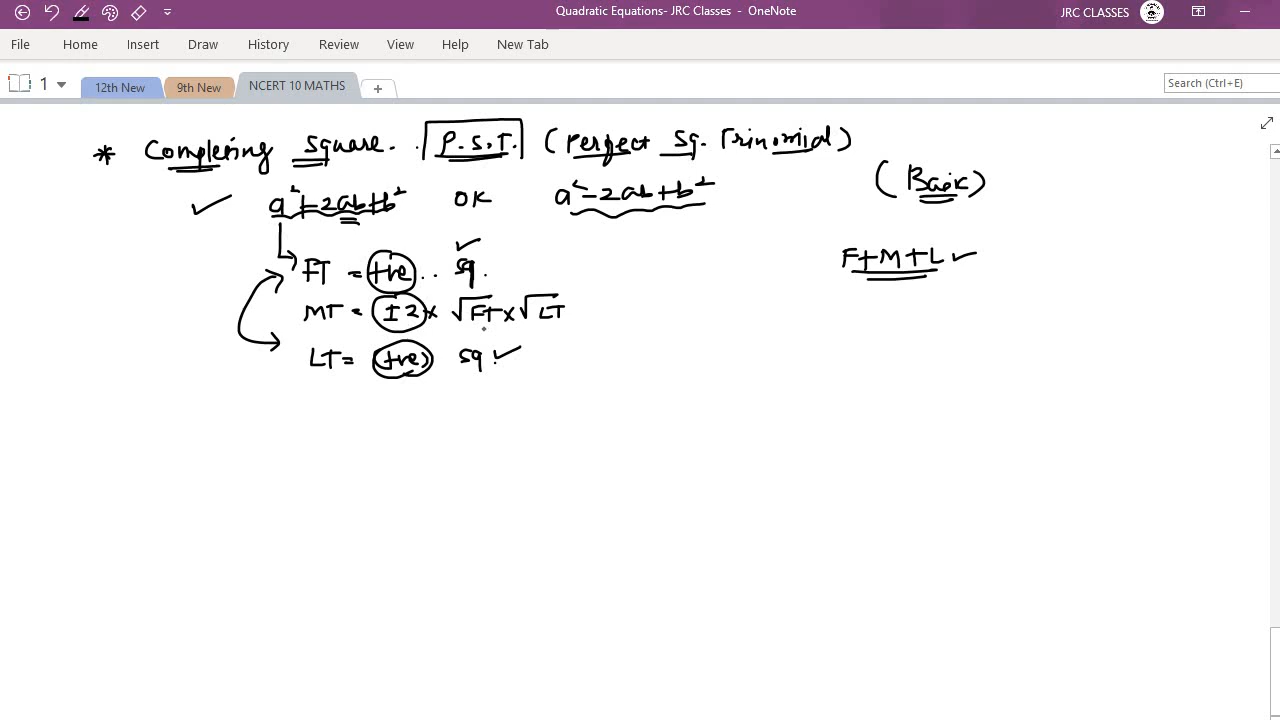 Quadratic Equations- JRC Classes - OneNote
JRC CLASSES
File Home Insert Draw History Review View Help New Tab
1 12th New 9th New NCERT 10 MATHS +
Search (Ctrl+E)
* Completing square. . P.S.T. (Perfect Sq. Trinomial)
(Basic)
✓ a²+2ab+b² OR a²-2ab+b²
F+M+L ✓
FT = +ve .. sq. ✓
MT = ±2 × √FT × √LT
LT = (+ve) sq. ✓